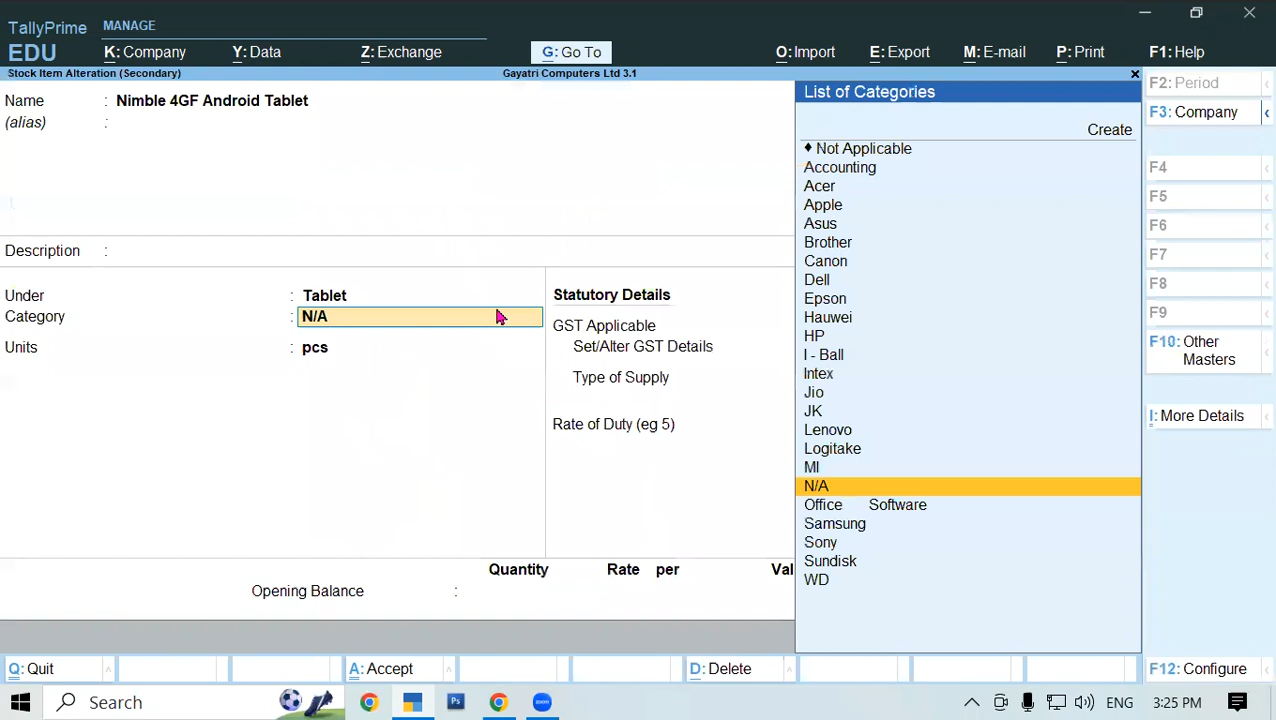 TallyPrime MANAGE
EDU K: Company Y: Data Z: Exchange G: Go To O: Import E: Export M: E-mail P: Print F1: Help
Stock Item Alteration (Secondary) Gayatri Computers Ltd 3.1
Name : Nimble 4GF Android Tablet
(alias) :
Description :
Under : Tablet
Category : N/A
Units : pcs
Statutory Details
GST Applicable
Set/Alter GST Details
Type of Supply
Rate of Duty (eg 5)
Quantity Rate per Val
Opening Balance :
List of Categories
Create
♦ Not Applicable
Accounting
Acer
Apple
Asus
Brother
Canon
Dell
Epson
Hauwei
HP
I - Ball
Intex
Jio
JK
Lenovo
Logitake
MI
N/A
Office Software
Samsung
Sony
Sundisk
WD
F2: Period
F3: Company
F4
F5
F6
F7
F8
F9
F10: Other
Masters
I: More Details
Q: Quit A: Accept D: Delete F12: Configure
Search Ps zoom ENG 3:25 PM